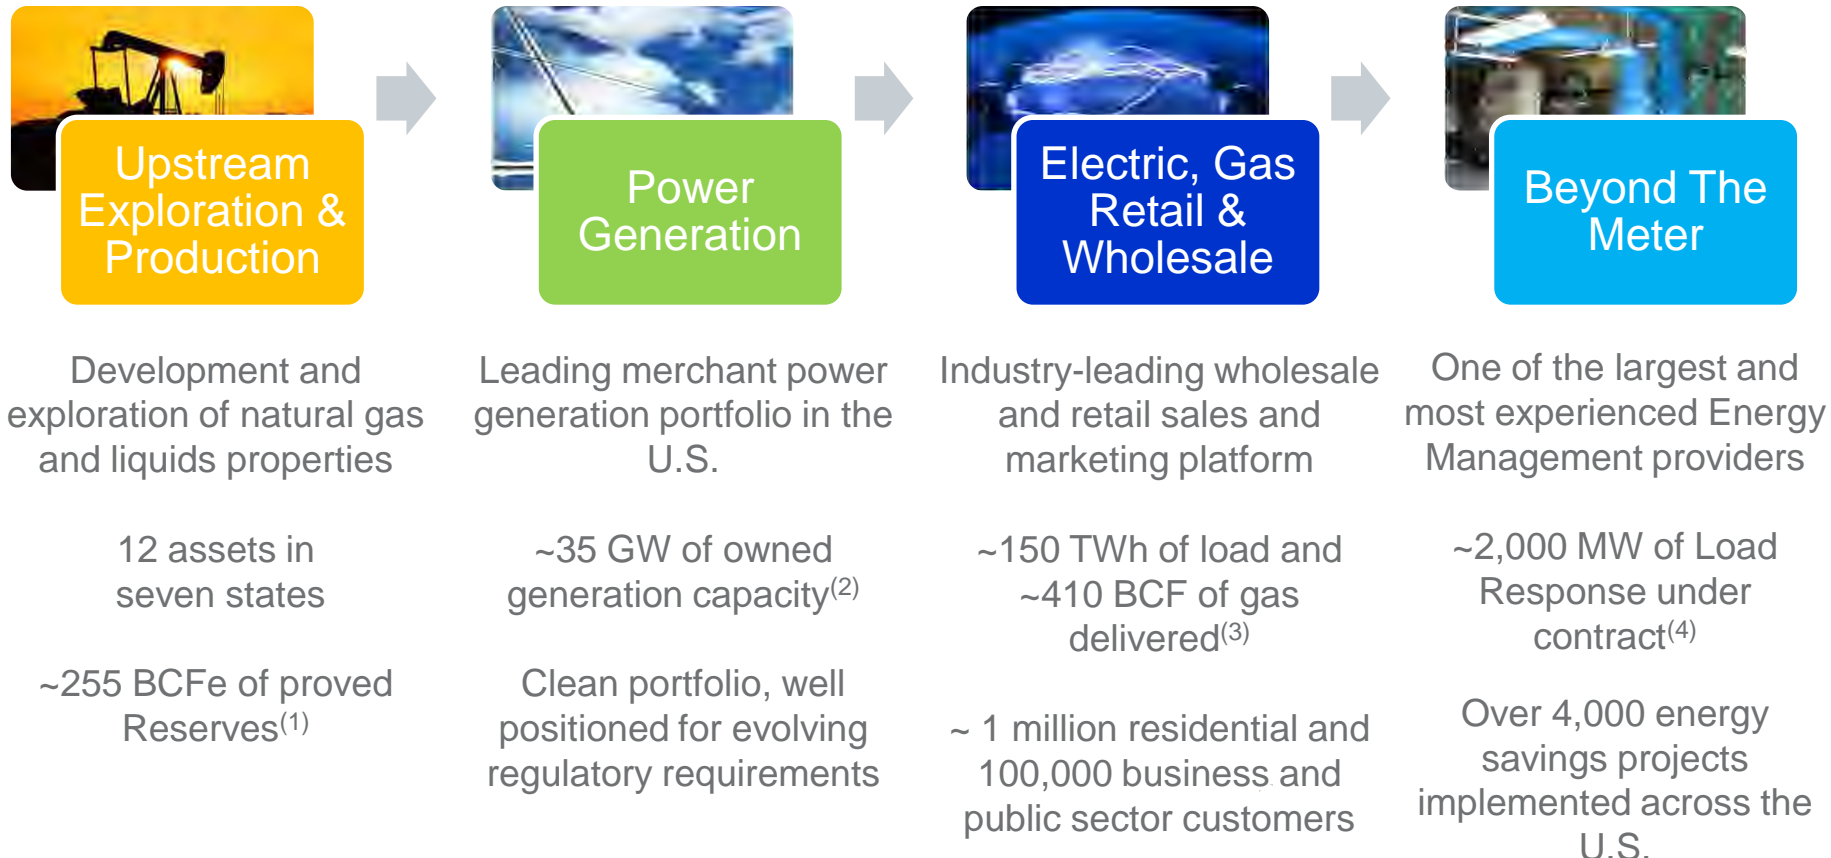 Upstream
Exploration &
Production
Development and
exploration of natural gas
and liquids properties
12 assets in
seven states
~255 BCFe of proved
Reserves(1)
Power
Generation
Leading merchant power
generation portfolio in the
U.S.
~35 GW of owned
generation capacity(2)
Clean portfolio, well
positioned for evolving
regulatory requirements
Electric, Gas
Retail &
Wholesale
Industry-leading wholesale
and retail sales and
marketing platform
~150 TWh of load and
~410 BCF of gas
delivered(3)
~ 1 million residential and
100,000 business and
public sector customers
Beyond The
Meter
One of the largest and
most experienced Energy
Management providers
~2,000 MW of Load
Response under
contract(4)
Over 4,000 energy
savings projects
implemented across the
U.S.